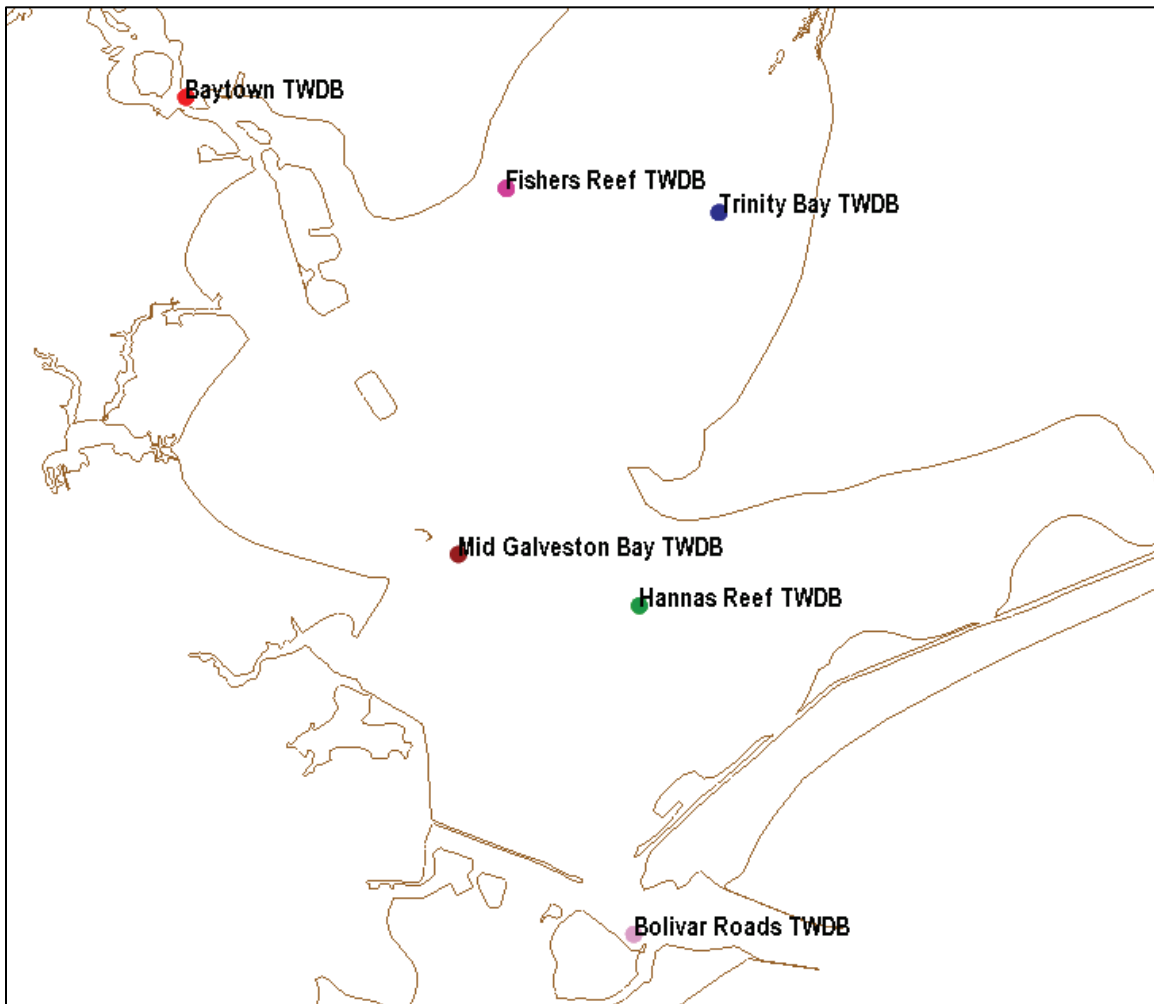 Baytown TWDB
Fishers Reef TWDB
Trinity Bay TWDB
Mid Galveston Bay TWDB
Hannas Reef TWDB
Bolivar Roads TWDB